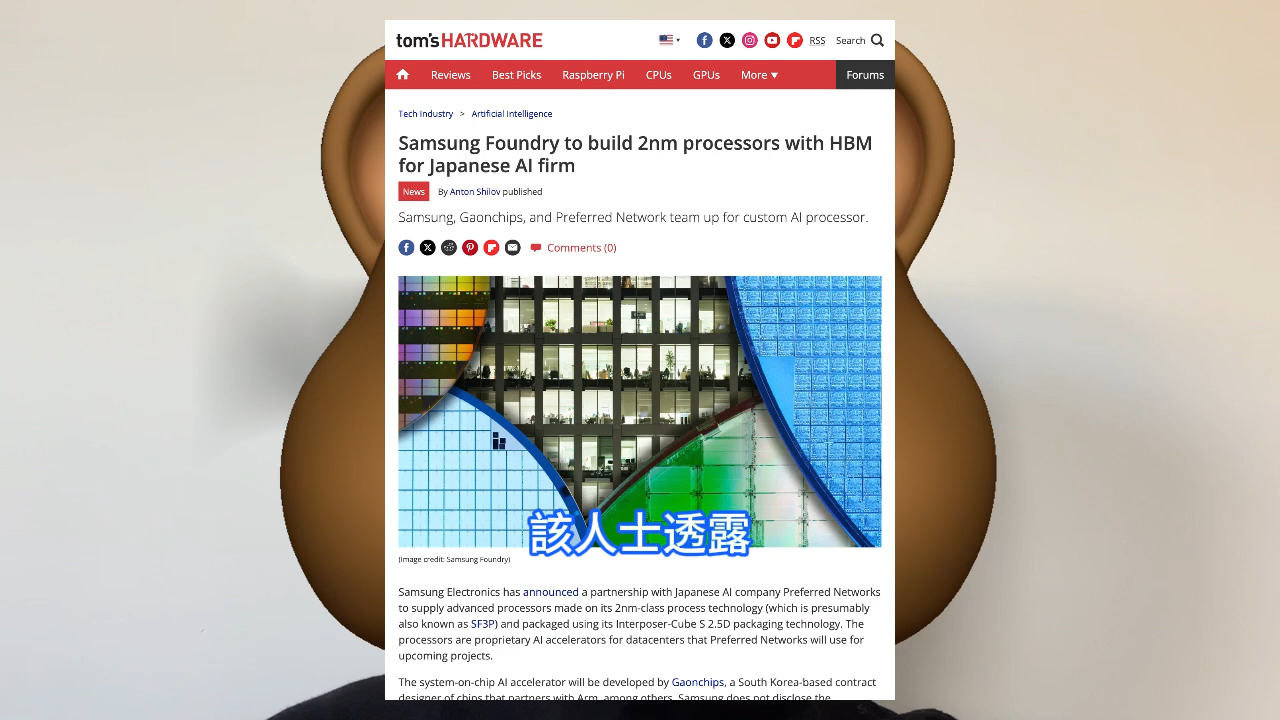 tom's HARDWARE
RSS Search
Reviews Best Picks Raspberry Pi CPUs GPUs More Forums
Tech Industry > Artificial Intelligence
Samsung Foundry to build 2nm processors with HBM
for Japanese AI firm
News By Anton Shilov published
Samsung, Gaonchips, and Preferred Network team up for custom AI processor.
Comments (0)
該人士透露
(Image credit: Samsung Foundry)
Samsung Electronics has announced a partnership with Japanese AI company Preferred Networks
to supply advanced processors made on its 2nm-class process technology (which is presumably
also known as SF3P) and packaged using its Interposer-Cube S 2.5D packaging technology. The
processors are proprietary AI accelerators for datacenters that Preferred Networks will use for
upcoming projects.
The system-on-chip AI accelerator will be developed by Gaonchips, a South Korea-based contract
designer of chips that partners with Arm, among others. Samsung does not disclose the